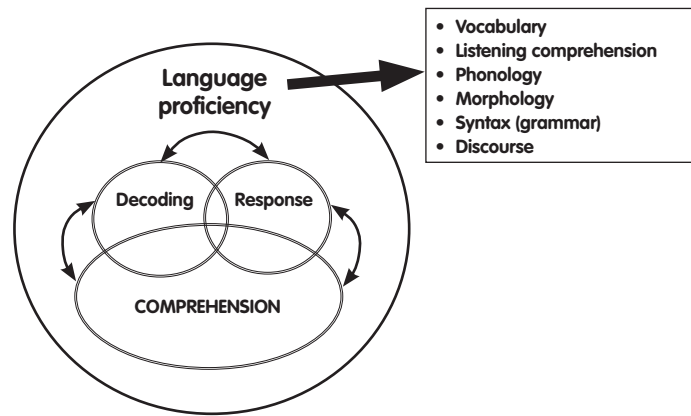 Language
proficiency
Decoding
Response
COMPREHENSION
• Vocabulary
• Listening comprehension
• Phonology
• Morphology
• Syntax (grammar)
• Discourse